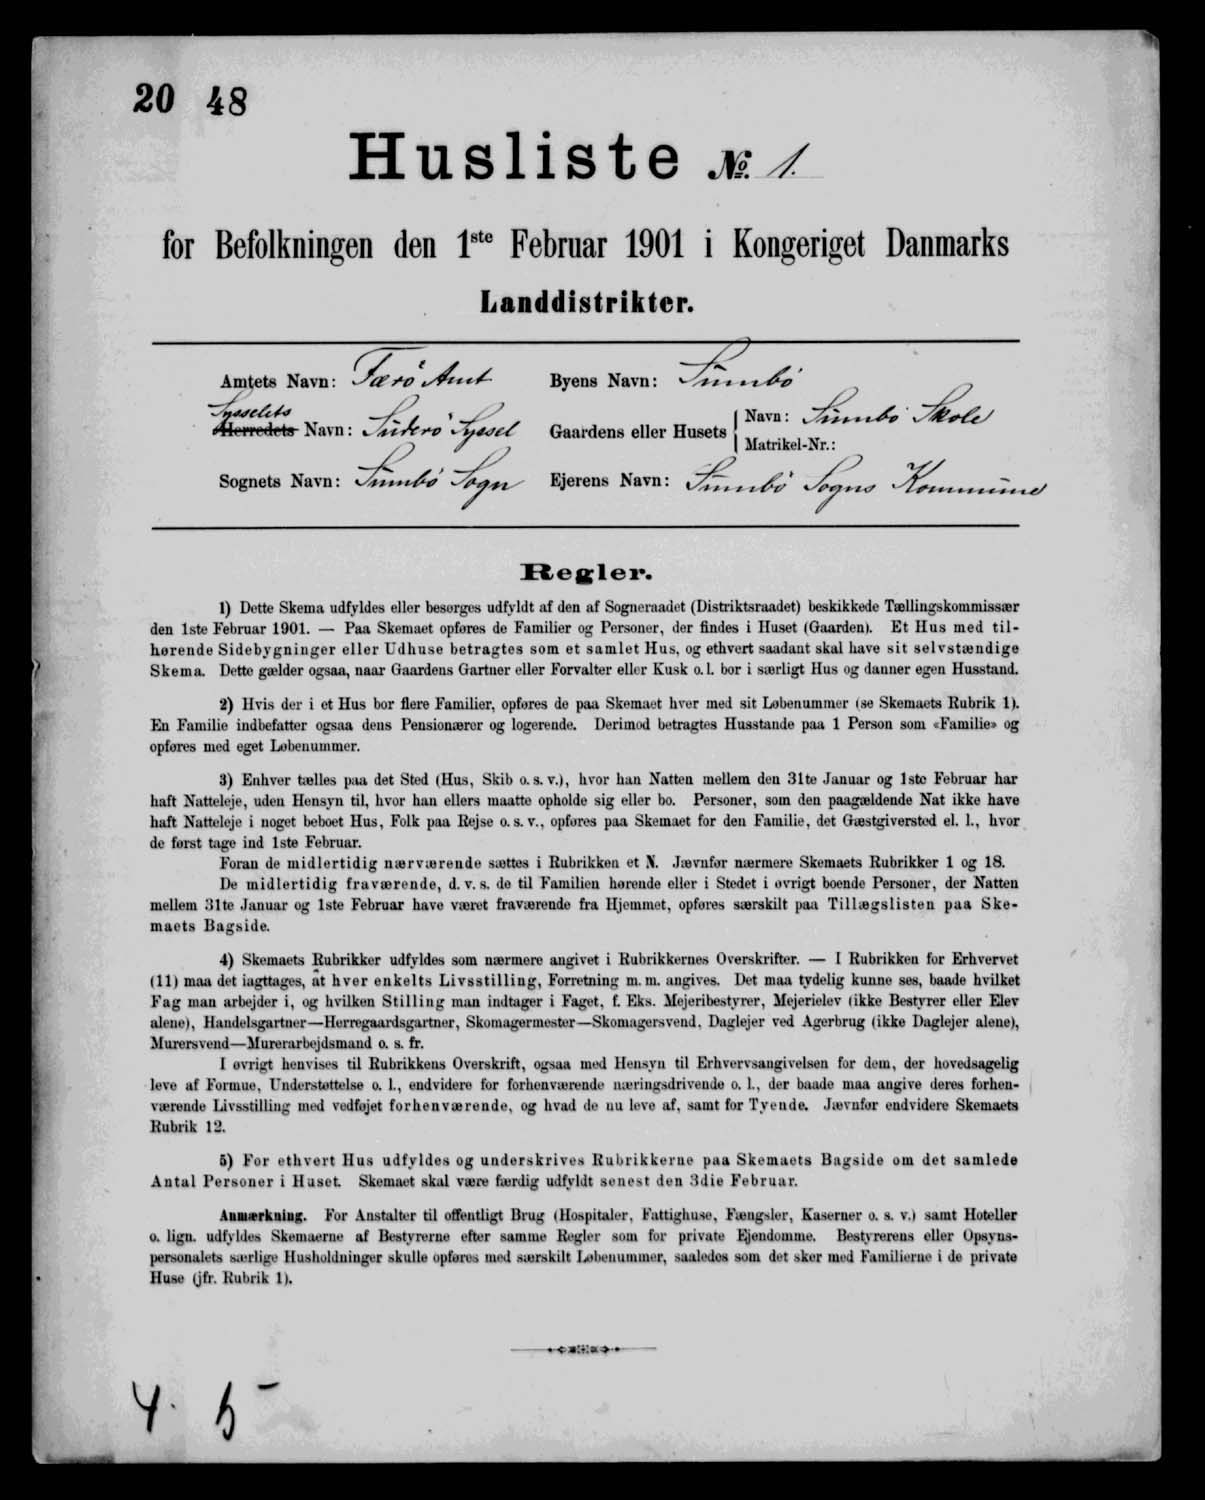 20 48
Husliste No. 1.
for Befolkningen den 1ste Februar 1901 i Kongeriget Danmarks
Landdistrikter.
Amtets Navn: Færö Amt
Sysselets
Herredets Navn: Süderö Syssel
Sognets Navn: Sümbö Sogn
Byens Navn: Sümbö
Gaardens eller Husets Navn: Sümbö Skole
Matrikel-Nr.:
Ejerens Navn: Sümbö Sogns Kommüne
Regler.
1) Dette Skema udfyldes eller besørges udfyldt af den af Sogneraadet (Distriktsraadet) beskikkede Tællingskommissær
den 1ste Februar 1901. — Paa Skemaet opføres de Familier og Personer, der findes i Huset (Gaarden). Et Hus med til-
hørende Sidebygninger eller Udhuse betragtes som et samlet Hus, og ethvert saadant skal have sit selvstændige
Skema. Dette gælder ogsaa, naar Gaardens Gartner eller Forvalter eller Kusk o. l. bor i særligt Hus og danner egen Husstand.
2) Hvis der i et Hus bor flere Familier, opføres de paa Skemaet hver med sit Løbenummer (se Skemaets Rubrik 1).
En Familie indbefatter ogsaa dens Pensionærer og logerende. Derimod betragtes Husstande paa 1 Person som «Familie» og
opføres med eget Løbenummer.
3) Enhver tælles paa det Sted (Hus, Skib o. s. v.), hvor han Natten mellem den 31te Januar og 1ste Februar har
haft Natteleje, uden Hensyn til, hvor han ellers maatte opholde sig eller bo. Personer, som den paagældende Nat ikke have
haft Natteleje i noget beboet Hus, Folk paa Rejse o. s. v., opføres paa Skemaet for den Familie, det Gæstgiversted el. l., hvor
de først tage ind 1ste Februar.
Foran de midlertidig nærværende sættes i Rubrikken et N. Jævnfør nærmere Skemaets Rubrikker 1 og 18.
De midlertidig fraværende, d. v. s. de til Familien hørende eller i Stedet i øvrigt boende Personer, der Natten
mellem 31te Januar og 1ste Februar have været fraværende fra Hjemmet, opføres særskilt paa Tillægslisten paa Ske-
maets Bagside.
4) Skemaets Rubrikker udfyldes som nærmere angivet i Rubrikkernes Overskrifter. — I Rubrikken for Erhvervet
(11) maa det iagttages, at hver enkelts Livsstilling, Forretning m. m. angives. Det maa tydelig kunne ses, baade hvilket
Fag man arbejder i, og hvilken Stilling man indtager i Faget, f. Eks. Mejeribestyrer, Mejerielev (ikke Bestyrer eller Elev
alene), Handelsgartner—Herregaardsgartner, Skomagermester—Skomagersvend, Daglejer ved Agerbrug (ikke Daglejer alene),
Murersvend—Murerarbejdsmand o. s. fr.
I øvrigt henvises til Rubrikkens Overskrift, ogsaa med Hensyn til Erhvervsangivelsen for dem, der hovedsagelig
leve af Formue, Understøttelse o. l., endvidere for forhenværende næringsdrivende o. l., der baade maa angive deres forhen-
værende Livsstilling med vedføjet forhenværende, og hvad de nu leve af, samt for Tyende. Jævnfør endvidere Skemaets
Rubrik 12.
5) For ethvert Hus udfyldes og underskrives Rubrikkerne paa Skemaets Bagside om det samlede
Antal Personer i Huset. Skemaet skal være færdig udfyldt senest den 3die Februar.
Anmærkning. For Anstalter til offentligt Brug (Hospitaler, Fattighuse, Fængsler, Kaserner o. s. v.) samt Hoteller
o. lign. udfyldes Skemaerne af Bestyrerne efter samme Regler som for private Ejendomme. Bestyrerens eller Opsyns-
personalets særlige Husholdninger skulle opføres med særskilt Løbenummer, saaledes som det sker med Familierne i de private
Huse (jfr. Rubrik 1).
4. 5